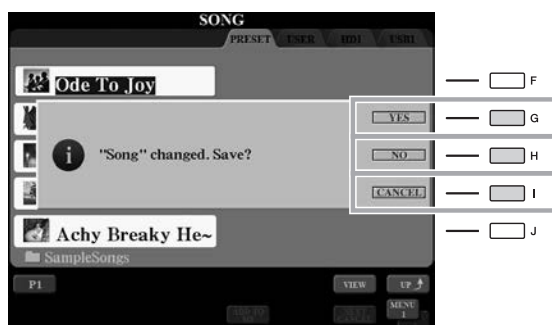 SONG
PRESET USER HD1 USB1
Ode To Joy
F
YES
G
"Song" changed. Save?
NO
H
CANCEL
I
Achy Breaky He~
J
SampleSongs
P1 VIEW UP
MENU 1